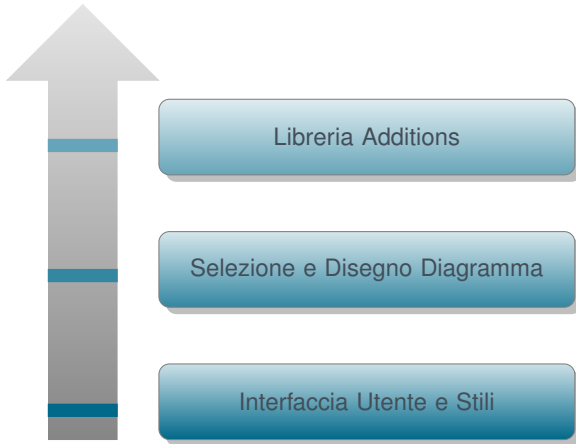 Libreria Additions
Selezione e Disegno Diagramma
Interfaccia Utente e Stili